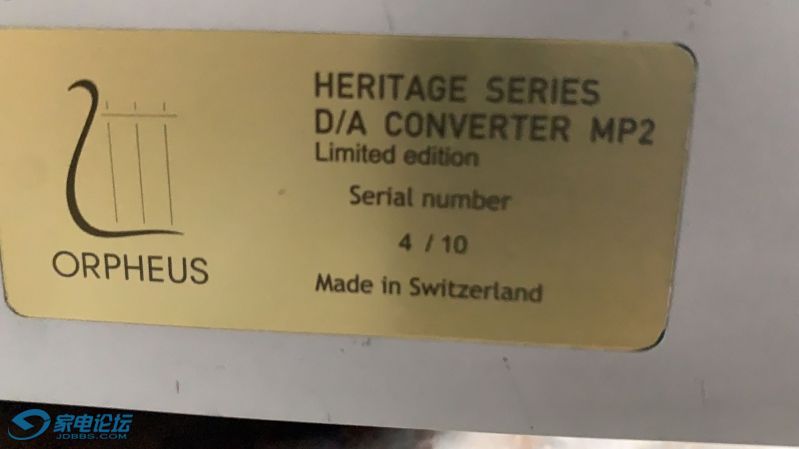 HERITAGE SERIES
D/A CONVERTER MP2
Limited edition
Serial number
4 / 10
Made in Switzerland
ORPHEUS
家电论坛
JDBBS.COM